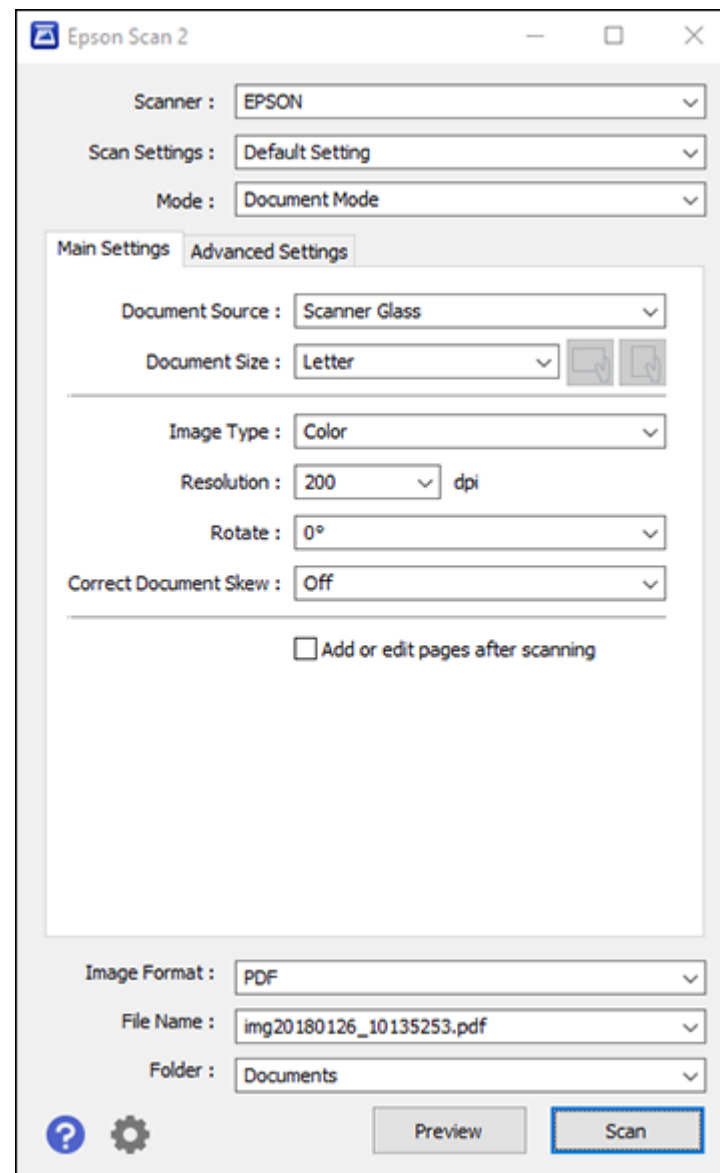 Epson Scan 2
Scanner : EPSON
Scan Settings : Default Setting
Mode : Document Mode
Main Settings Advanced Settings
Document Source : Scanner Glass
Document Size : Letter
Image Type : Color
Resolution : 200 dpi
Rotate : 0°
Correct Document Skew : Off
Add or edit pages after scanning
Image Format : PDF
File Name : img20180126_10135253.pdf
Folder : Documents
? Preview Scan